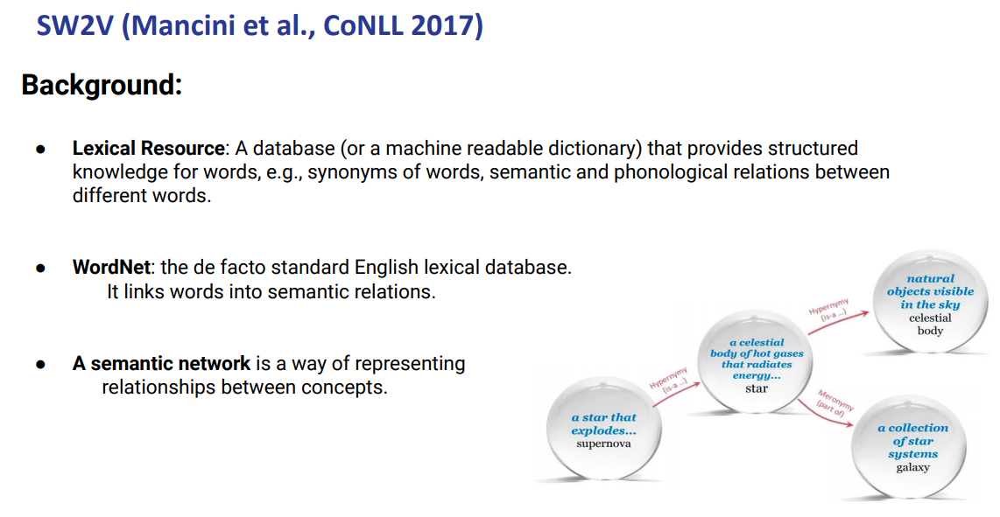 SW2V (Mancini et al., CoNLL 2017)
Background:
● Lexical Resource: A database (or a machine readable dictionary) that provides structured
knowledge for words, e.g., synonyms of words, semantic and phonological relations between
different words.
● WordNet: the de facto standard English lexical database.
It links words into semantic relations.
● A semantic network is a way of representing
relationships between concepts.
a star that
explodes...
supernova
Hypernymy
(is-a ...)
a celestial
body of hot gases
that radiates
energy...
star
Hypernymy
(is-a ...)
natural
objects visible
in the sky
celestial
body
Meronymy
(part of)
a collection
of star
systems
galaxy